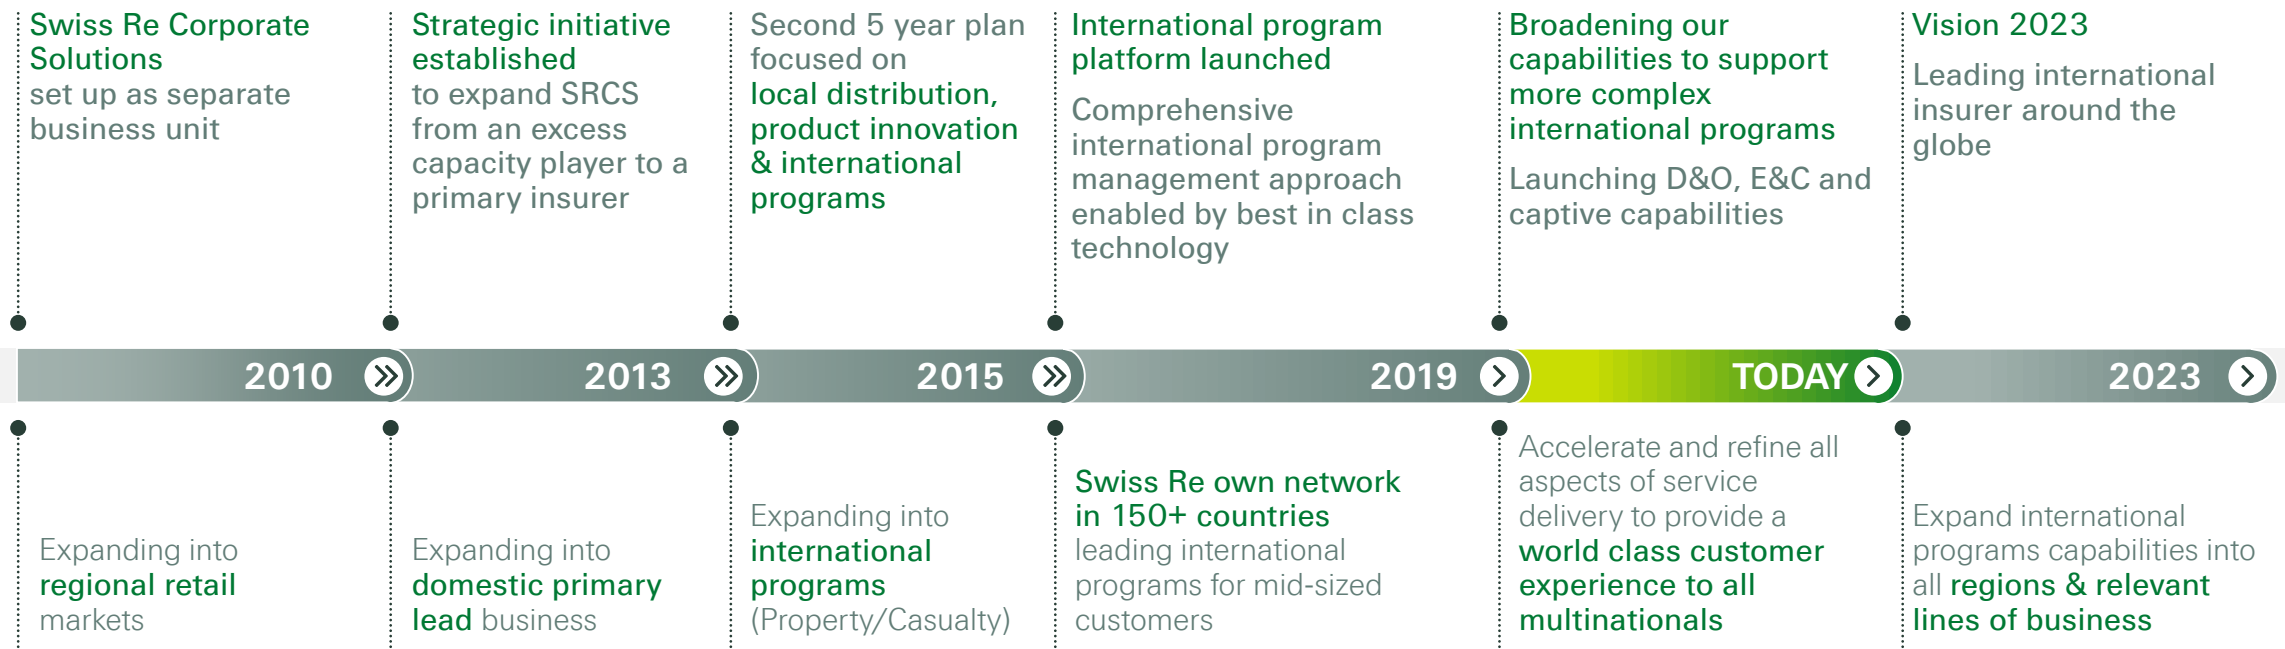 Swiss Re Corporate
Solutions
set up as separate
business unit
Strategic initiative
established
to expand SRCS
from an excess
capacity player to a
primary insurer
Second 5 year plan
focused on
local distribution,
product innovation
& international
programs
International program
platform launched
Comprehensive
international program
management approach
enabled by best in class
technology
Broadening our
capabilities to support
more complex
international programs
Launching D&O, E&C and
captive capabilities
Vision 2023
Leading international
insurer around the
globe
2010
2013
2015
2019
TODAY
2023
Expanding into
regional retail
markets
Expanding into
domestic primary
lead business
Expanding into
international
programs
(Property/Casualty)
Swiss Re own network
in 150+ countries
leading international
programs for mid-sized
customers
Accelerate and refine all
aspects of service
delivery to provide a
world class customer
experience to all
multinationals
Expand international
programs capabilities into
all regions & relevant
lines of business